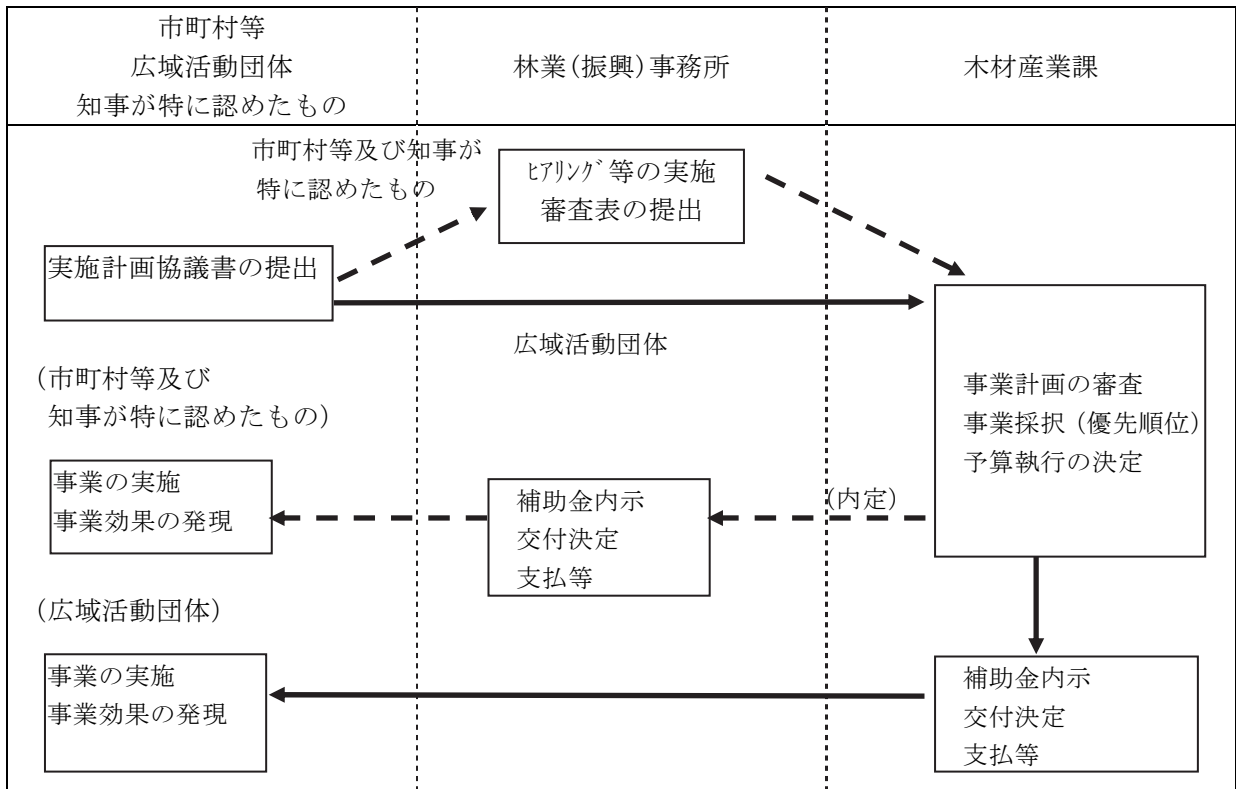 市町村等
広域活動団体
知事が特に認めたもの
林業(振興)事務所
木材産業課
市町村等及び知事が
特に認めたもの
ﾋｱﾘﾝｸﾞ等の実施
審査表の提出
実施計画協議書の提出
広域活動団体
(市町村等及び
知事が特に認めたもの)
事業計画の審査
事業採択(優先順位)
予算執行の決定
事業の実施
事業効果の発現
補助金内示
交付決定
支払等
(内定)
(広域活動団体)
事業の実施
事業効果の発現
補助金内示
交付決定
支払等